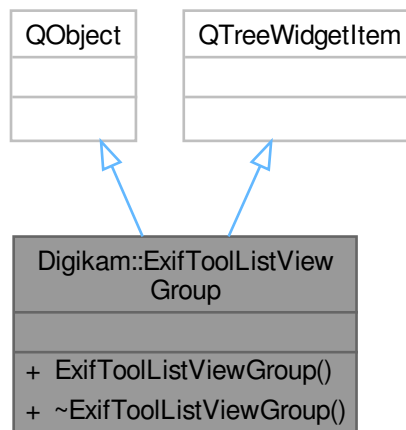 QObject
QTreeWidgetItem
Digikam::ExifToolListView
Group
+ ExifToolListViewGroup()
+ ~ExifToolListViewGroup()